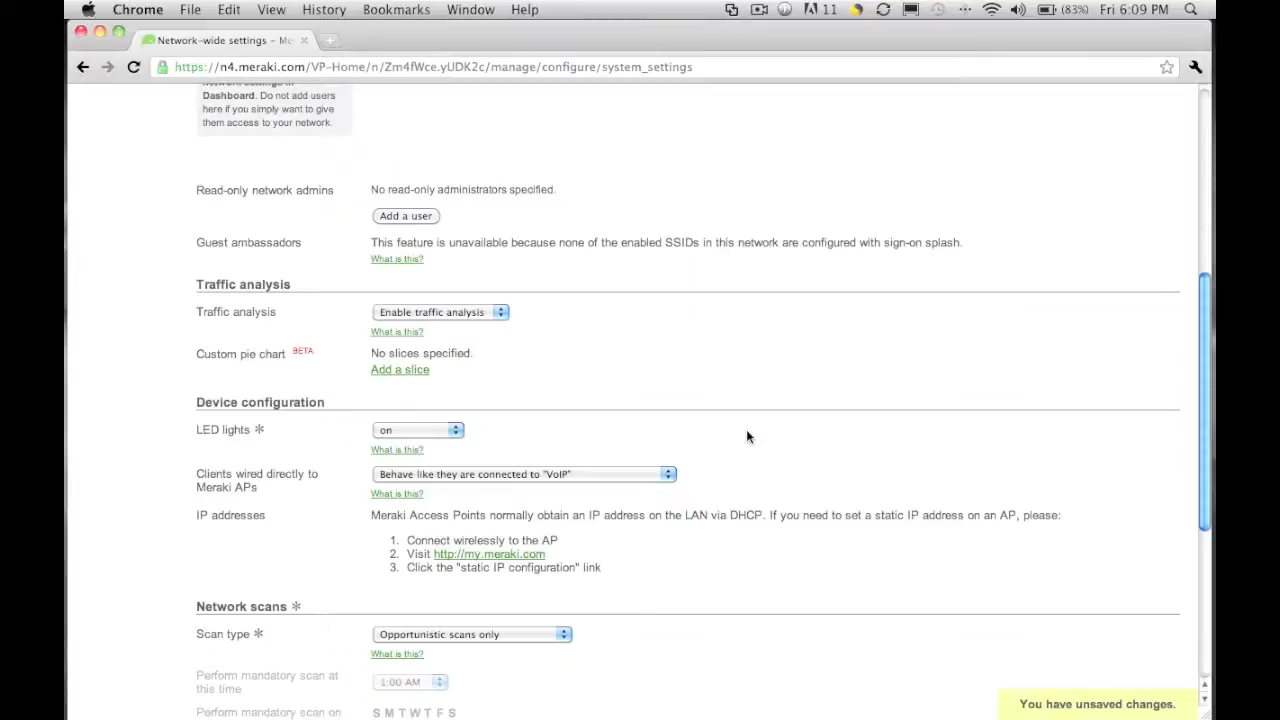 Chrome File Edit View History Bookmarks Window Help 11 (83%) Fri 6:09 PM
Network-wide settings – Me
https://n4.meraki.com/VP-Home/n/Zm4fWce.yUDK2c/manage/configure/system_settings
Dashboard. Do not add users
here if you simply want to give
them access to your network.
Read-only network admins No read-only administrators specified.
Add a user
Guest ambassadors This feature is unavailable because none of the enabled SSIDs in this network are configured with sign-on splash.
What is this?
Traffic analysis
Traffic analysis Enable traffic analysis
What is this?
Custom pie chart BETA No slices specified.
Add a slice
Device configuration
LED lights ✻ on
What is this?
Clients wired directly to
Meraki APs
Behave like they are connected to "VoIP"
What is this?
IP addresses Meraki Access Points normally obtain an IP address on the LAN via DHCP. If you need to set a static IP address on an AP, please:
1. Connect wirelessly to the AP
2. Visit http://my.meraki.com
3. Click the "static IP configuration" link
Network scans ✻
Scan type ✻ Opportunistic scans only
What is this?
Perform mandatory scan at
this time
1:00 AM
Perform mandatory scan on S M T W T F S
You have unsaved changes.